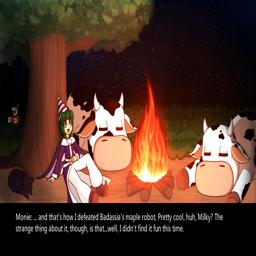 Monie: ... and that's how I defeated Badassia's maple robot. Pretty cool, huh, Milky? The
strange thing about it, though, is that...well, I didn't find it fun this time.